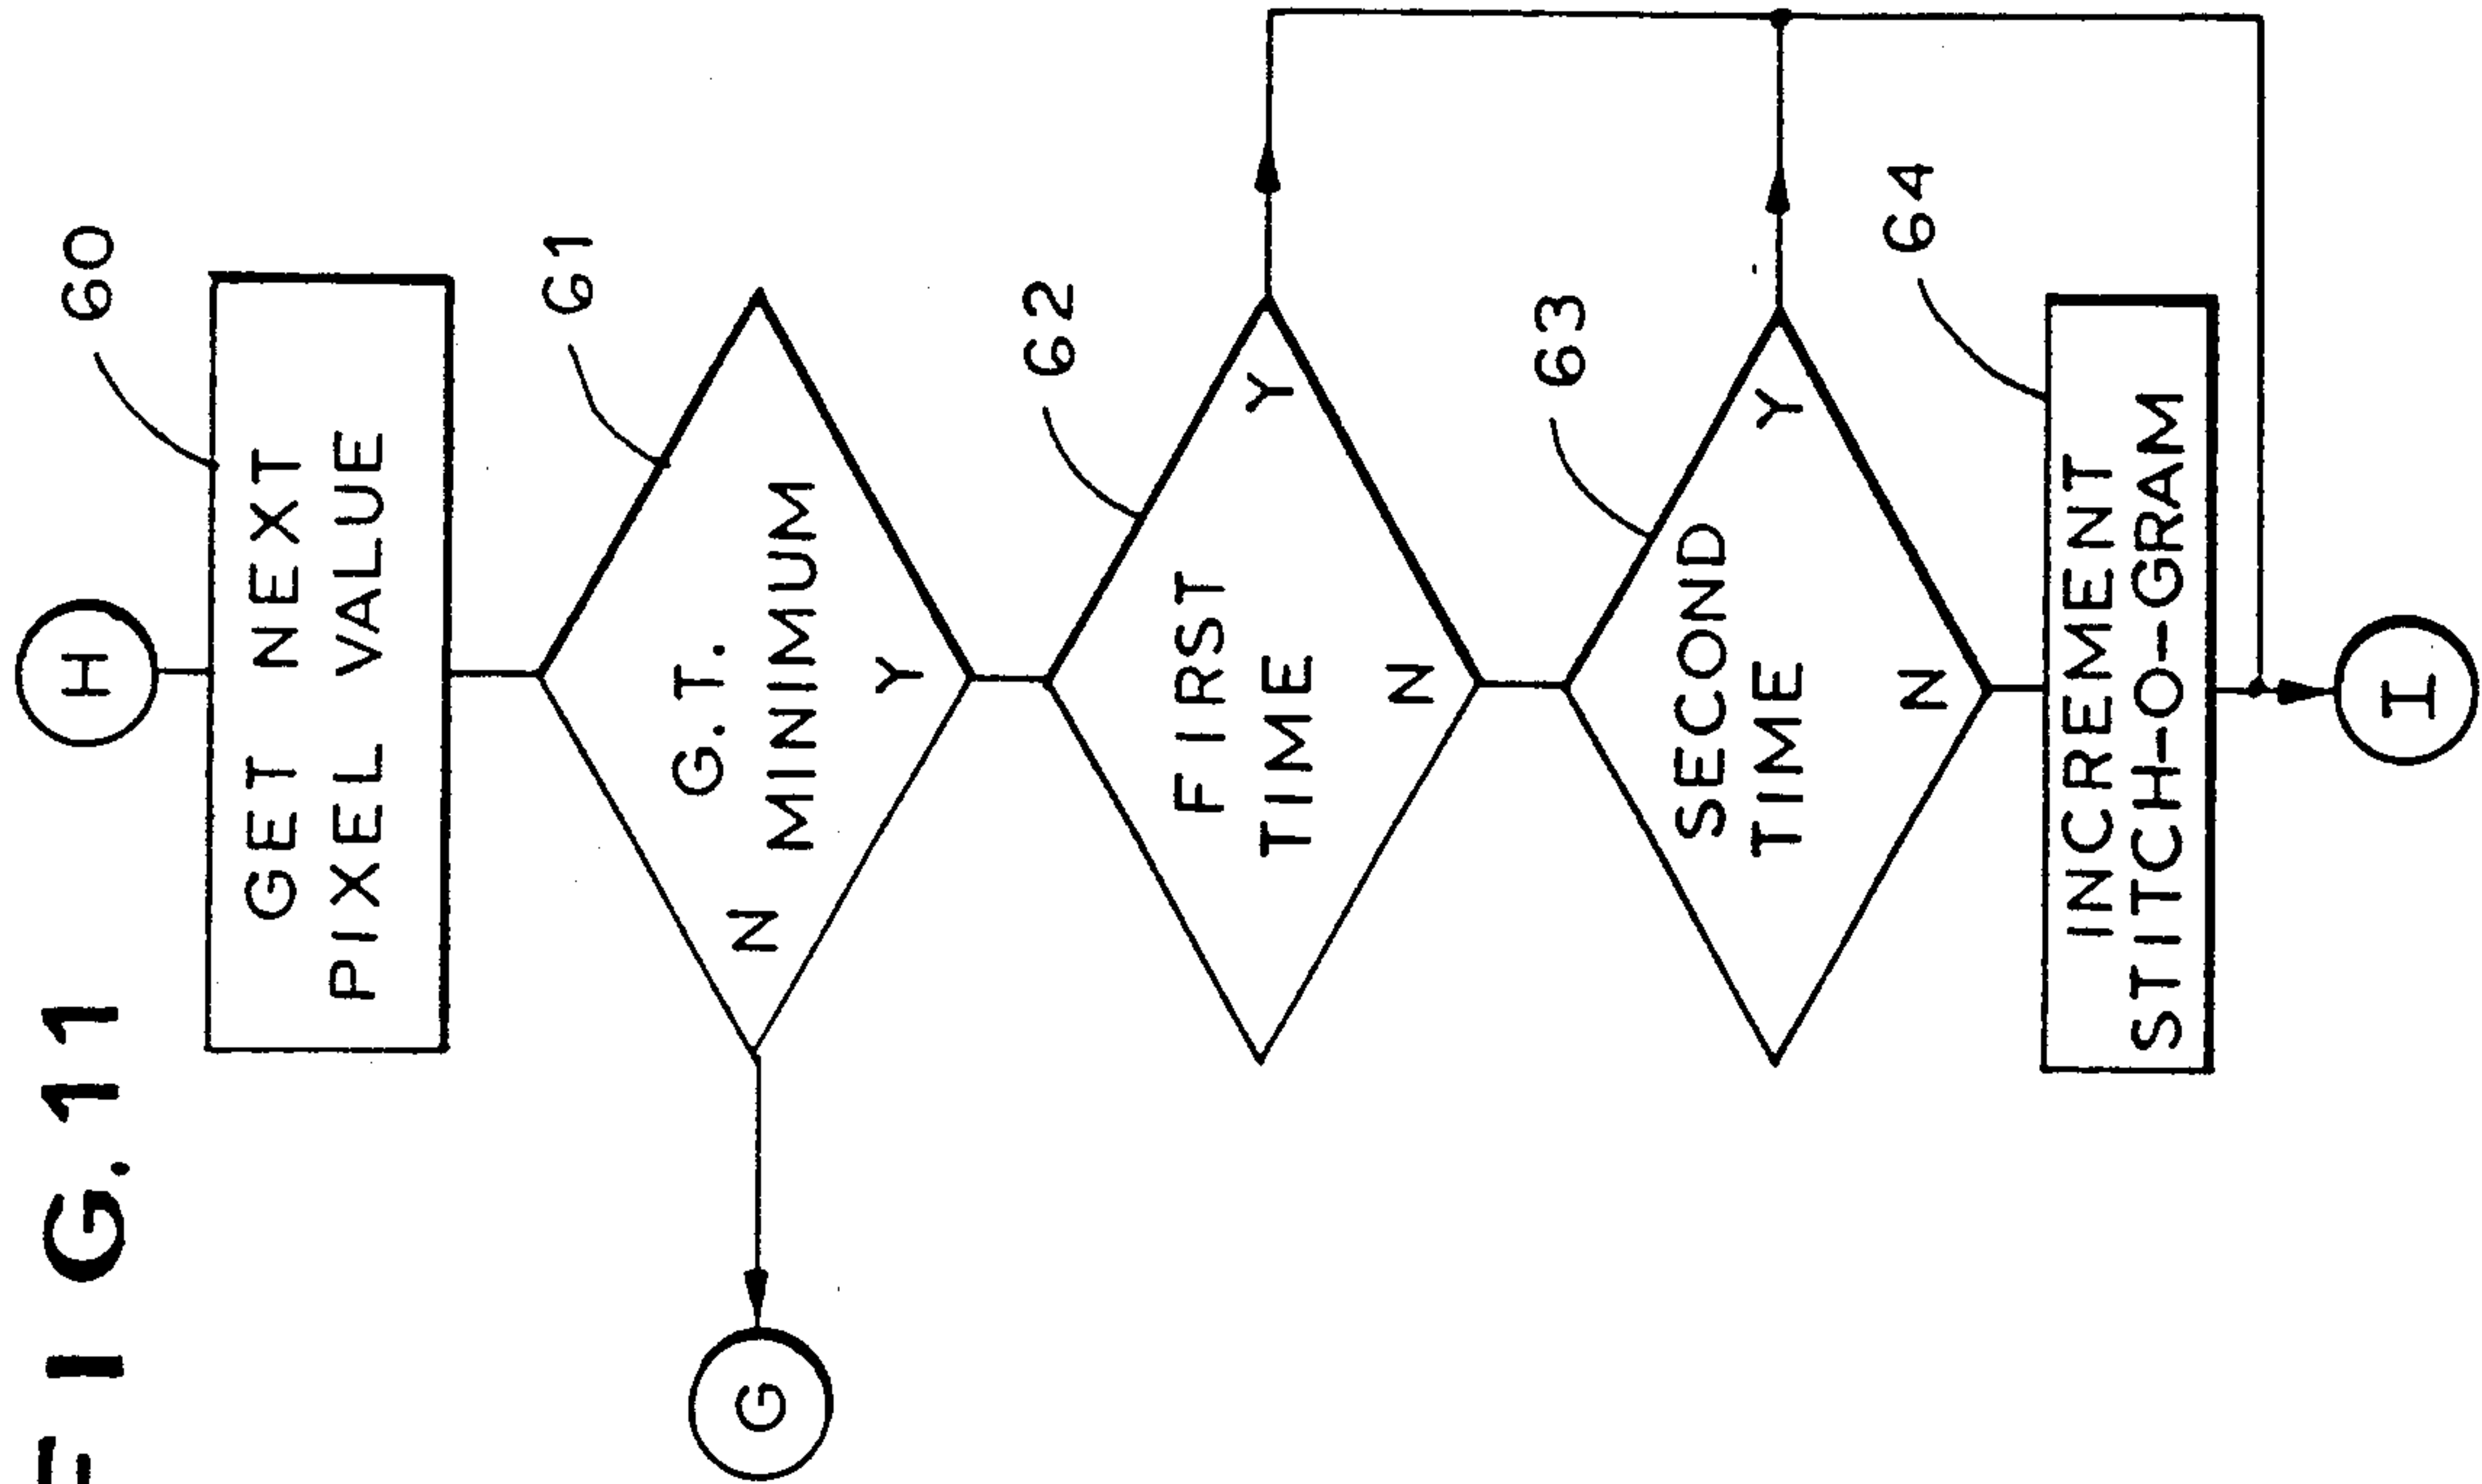 FIG. 11
H
GET NEXT
PIXEL VALUE
60
G.T.
MINIMUM
N
Y
61
G
FIRST
TIME
Y
N
62
SECOND
TIME
Y
N
63
INCREMENT
STITCH-O-GRAM
64
I